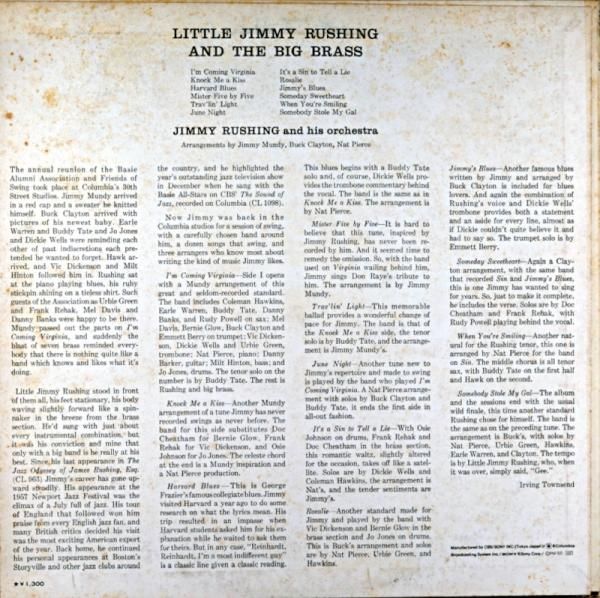 LITTLE JIMMY RUSHING
AND THE BIG BRASS
I'm Coming Virginia
Knock Me a Kiss
Harvard Blues
Mister Five by Five
Trav'lin' Light
June Night
It's a Sin to Tell a Lie
Rosalie
Jimmy's Blues
Someday Sweetheart
When You're Smiling
Somebody Stole My Gal
JIMMY RUSHING and his orchestra
Arrangements by Jimmy Mundy, Buck Clayton, Nat Pierce
The annual reunion of the Basie
Alumni Association and Friends of
Swing took place at Columbia's 30th
Street Studios. Jimmy Mundy arrived
in a red cap and a sweater he knitted
himself. Buck Clayton arrived with
pictures of his newest baby. Earle
Warren and Buddy Tate and Jo Jones
and Dickie Wells were reminding each
other of past indiscretions each pre-
tended he wanted to forget. Hawk ar-
rived, and Vic Dickenson and Milt
Hinton followed him in. Rushing sat
at the piano playing blues, his ruby
stickpin shining on a tideless shirt. Such
guests of the Association as Urbie Green
and Frank Rehak, Mel Davis and
Danny Banks were happy to be there.
Mundy passed out the parts on I'm
Coming Virginia, and suddenly the
blast of seven brass reminded every-
body that there is nothing quite like a
band which knows and likes what it's
doing.
Little Jimmy Rushing stood in front
of them all, his feet stationary, his body
waving slightly forward like a spin-
naker in the breeze from the brass
section. He'd sung with just about
every instrumental combination, but
it was his conviction and mine that
only with a big band is he really at his
best. Since his last appearance in The
Jazz Odyssey of James Rushing, Esq.
(CL 963) Jimmy's career has gone up-
ward steadily. His appearance at the
1957 Newport Jazz Festival was the
climax of a July full of jazz. His tour
of England that followed won him
praise from every English jazz fan, and
many British critics decided his visit
was the most exciting American export
of the year. Back home, he continued
his personal appearances at Boston's
Storyville and other jazz clubs around
★ ¥ 1,300
the country, and he highlighted the
year's outstanding jazz television show
in December when he sang with the
Basie All-Stars on CBS' The Sound of
Jazz, recorded on Columbia (CL 1098).
Now Jimmy was back in the
Columbia studio for a session of swing,
with a carefully chosen band around
him, a dozen songs that swing, and
three arrangers who know most about
writing the kind of music Jimmy likes.
I'm Coming Virginia—Side I opens
with a Mundy arrangement of this
great and seldom-recorded standard.
The band includes Coleman Hawkins,
Earle Warren, Buddy Tate, Danny
Banks, and Rudy Powell on sax; Mel
Davis, Bernie Glow, Buck Clayton and
Emmett Berry on trumpet; Vic Dicken-
son, Dickie Wells and Urbie Green,
trombone; Nat Pierce, piano; Danny
Barker, guitar; Milt Hinton, bass; and
Jo Jones, drums. The tenor solo on the
number is by Buddy Tate. The rest is
Rushing and big brass.
Knock Me a Kiss—Another Mundy
arrangement of a tune Jimmy has never
recorded swings as never before. The
band for this side substitutes Doc
Cheatham for Bernie Glow, Frank
Rehak for Vic Dickenson, and Osie
Johnson for Jo Jones. The celeste chord
at the end is a Mundy inspiration and
a Nat Pierce production.
Harvard Blues—This is George
Frazier's famous collegiate blues. Jimmy
visited Harvard a year ago to do some
research on what the lyrics mean. His
trip resulted in an impasse when
Harvard students asked him for his ex-
planation while he waited to ask them
for theirs. But in any case, "Reinhardt,
Reinhardt, I'm a most indifferent guy"
is a classic line given a classic reading.
This blues begins with a Buddy Tate
solo and, of course, Dickie Wells pro-
vides the trombone commentary behind
the vocal. The band is the same as in
Knock Me a Kiss. The arrangement is
by Nat Pierce.
Mister Five by Five—It is hard to
believe that this tune, inspired by
Jimmy Rushing, has never been re-
corded by him. And it seemed time to
remedy the omission. So, with the band
used on Virginia wailing behind him,
Jimmy sings Don Raye's tribute to
him. The arrangement is by Jimmy
Mundy.
Trav'lin' Light—This memorable
ballad provides a wonderful change of
pace for Jimmy. The band is that of
the Knock Me a Kiss side, the tenor
solo is by Buddy Tate, and the arrange-
ment is Jimmy Mundy's.
June Night—Another tune new to
Jimmy's repertoire and made to swing
is played by the band who played I'm
Coming Virginia. A Nat Pierce arrange-
ment with solos by Buck Clayton and
Buddy Tate, it ends the first side in
all-out fashion.
It's a Sin to Tell a Lie—With Osie
Johnson on drums, Frank Rehak and
Doc Cheatham in the brass section,
this romantic waltz, slightly altered
for the occasion, takes off like a satel-
lite. Solos are by Dickie Wells and
Coleman Hawkins, the arrangement is
Nat's, and the tender sentiments are
Jimmy's.
Rosalie—Another standard made for
Jimmy and played by the band with
Vic Dickenson and Bernie Glow in the
brass section and Jo Jones on drums.
This is Buck's arrangement and solos
are by Nat Pierce, Urbie Green, and
Hawkins.
Jimmy's Blues—Another famous blues
written by Jimmy and arranged by
Buck Clayton is included for blues
lovers. And again the combination of
Rushing's voice and Dickie Wells'
trombone provides both a statement
and an aside for every line, almost as
if Dickie couldn't quite believe it and
had to say so. The trumpet solo is by
Emmett Berry.
Someday Sweetheart—Again a Clay-
ton arrangement, with the same band
that recorded Sin and Jimmy's Blues,
this is one Jimmy has wanted to sing
for years. So, just to make it complete,
he includes the verse. Solos are by Doc
Cheatham and Frank Rehak, with
Rudy Powell playing behind the vocal.
When You're Smiling—Another nat-
ural for the Rushing treatment this one
is arranged by Nat Pierce for the band
on Sin. The middle chorus is all tenor
sax, with Buddy Tate on the first half
and Hawk on the second.
Somebody Stole My Gal—The album
and the sessions end with this usual
wild finale, this time another standard
Rushing chose for himself. The band is
the same as on the preceding tune. The
arrangement is Buck's, with solos by
Nat Pierce, Urbie Green, Hawkins,
Earle Warren, and Clayton. The tempo
is by Little Jimmy Rushing, who, when
it was over, simply said, "Gee."
Irving Townsend
Manufactured by CBS/SONY INC. (Tokyo Japan)